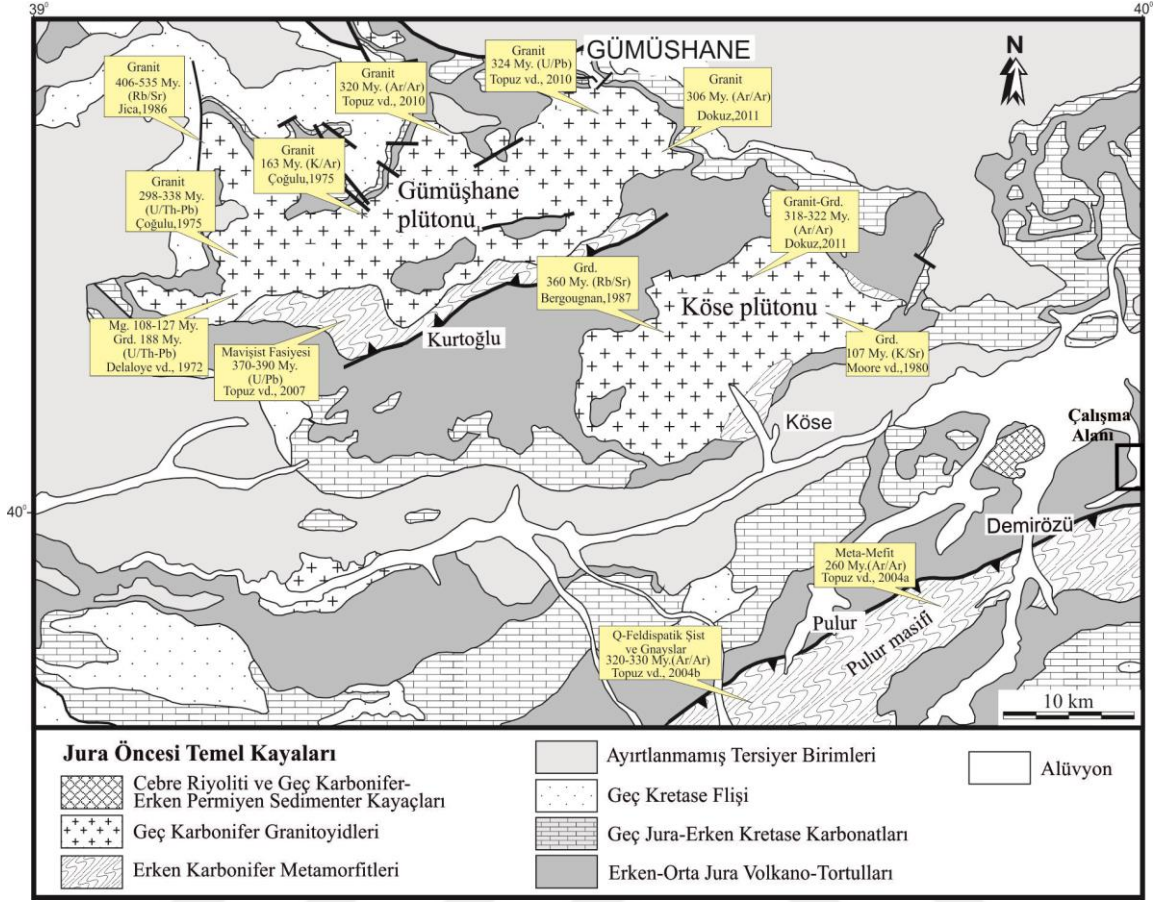 39⁰
40⁰
Granit
406-535 My.
(Rb/Sr)
Jica,1986
Granit
320 My. (Ar/Ar)
Topuz vd., 2010
Granit
324 My. (U/Pb)
Topuz vd., 2010
GÜMÜSHANE
Granit
306 My. (Ar/Ar)
Dokuz,2011
N
Granit
163 My. (K/Ar)
Çoğulu,1975
Granit
298-338 My.
(U/Th-Pb)
Çoğulu,1975
Gümüşhane
plütonu
Granit-Grd.
318-322 My.
(Ar/Ar)
Dokuz,2011
Grd.
360 My. (Rb/Sr)
Bergougnan,1987
Köse plütonu
Mg. 108-127 My.
Grd. 188 My.
(U/Th-Pb)
Delaloye vd., 1972
Mavişist Fasiyesi
370-390 My.
(U/Pb)
Topuz vd., 2007
Kurtoğlu
Grd.
107 My. (K/Sr)
Moore vd.,1980
Köse
Çalışma
Alanı
40⁰
Demirözü
Meta-Mefit
260 My.(Ar/Ar)
Topuz vd., 2004a
Pulur
Pulur masifi
Q-Feldispatik Şist
ve Gnayslar
320-330 My.(Ar/Ar)
Topuz vd., 2004b
10 km
Jura Öncesi Temel Kayaları
Cebre Riyoliti ve Geç Karbonifer-
Erken Permiyen Sedimenter Kayaçları
Geç Karbonifer Granitoyidleri
Erken Karbonifer Metamorfitleri
Ayırtlanmamış Tersiyer Birimleri
Geç Kretase Flişi
Geç Jura-Erken Kretase Karbonatları
Erken-Orta Jura Volkano-Tortulları
Alüvyon